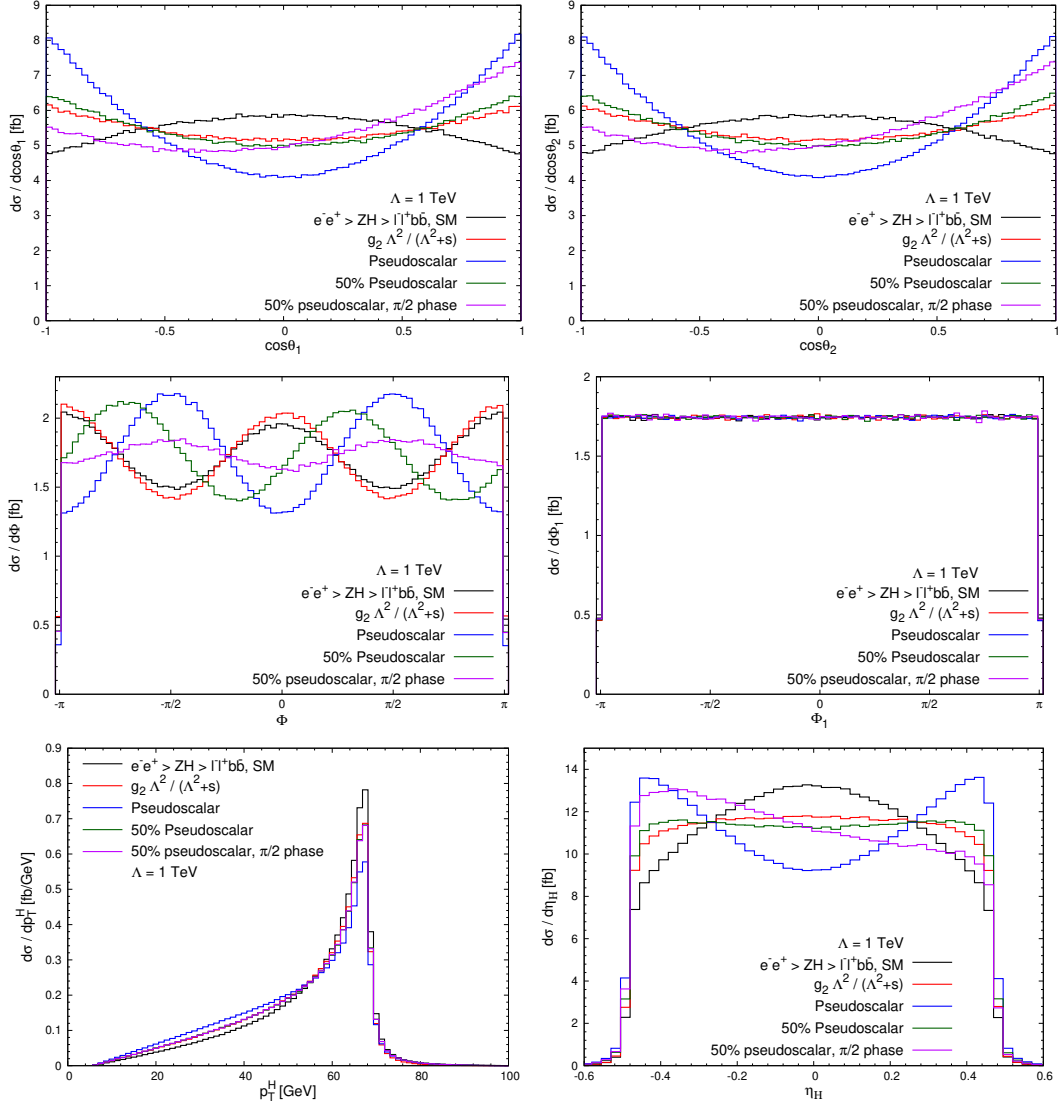 9
8
7
6
5
4
3
2
1
0
dσ / dcosθ₁ [fb]
Λ = 1 TeV
e⁻e⁺ > ZH > l⁻l⁺bb̄, SM
g₂ Λ² / (Λ²+s)
Pseudoscalar
50% Pseudoscalar
50% pseudoscalar, π/2 phase
-1 -0.5 0 0.5 1
cosθ₁
9
8
7
6
5
4
3
2
1
0
dσ / dcosθ₂ [fb]
Λ = 1 TeV
e⁻e⁺ > ZH > l⁻l⁺bb̄, SM
g₂ Λ² / (Λ²+s)
Pseudoscalar
50% Pseudoscalar
50% pseudoscalar, π/2 phase
-1 -0.5 0 0.5 1
cosθ₂
2
1.5
1
0.5
0
dσ / dΦ [fb]
Λ = 1 TeV
e⁻e⁺ > ZH > l⁻l⁺bb̄, SM
g₂ Λ² / (Λ²+s)
Pseudoscalar
50% Pseudoscalar
50% pseudoscalar, π/2 phase
-π -π/2 0 π/2 π
Φ
2
1.5
1
0.5
0
dσ / dΦ₁ [fb]
Λ = 1 TeV
e⁻e⁺ > ZH > l⁻l⁺bb̄, SM
g₂ Λ² / (Λ²+s)
Pseudoscalar
50% Pseudoscalar
50% pseudoscalar, π/2 phase
-π -π/2 0 π/2 π
Φ₁
0.9
0.8
0.7
0.6
0.5
0.4
0.3
0.2
0.1
0
dσ / dp_T^H [fb/GeV]
e⁻e⁺ > ZH > l⁻l⁺bb̄, SM
g₂ Λ² / (Λ²+s)
Pseudoscalar
50% Pseudoscalar
50% pseudoscalar, π/2 phase
Λ = 1 TeV
0 20 40 60 80 100
p_T^H [GeV]
14
12
10
8
6
4
2
0
dσ / dη_H [fb]
Λ = 1 TeV
e⁻e⁺ > ZH > l⁻l⁺bb̄, SM
g₂ Λ² / (Λ²+s)
Pseudoscalar
50% Pseudoscalar
50% pseudoscalar, π/2 phase
-0.6 -0.4 -0.2 0 0.2 0.4 0.6
η_H